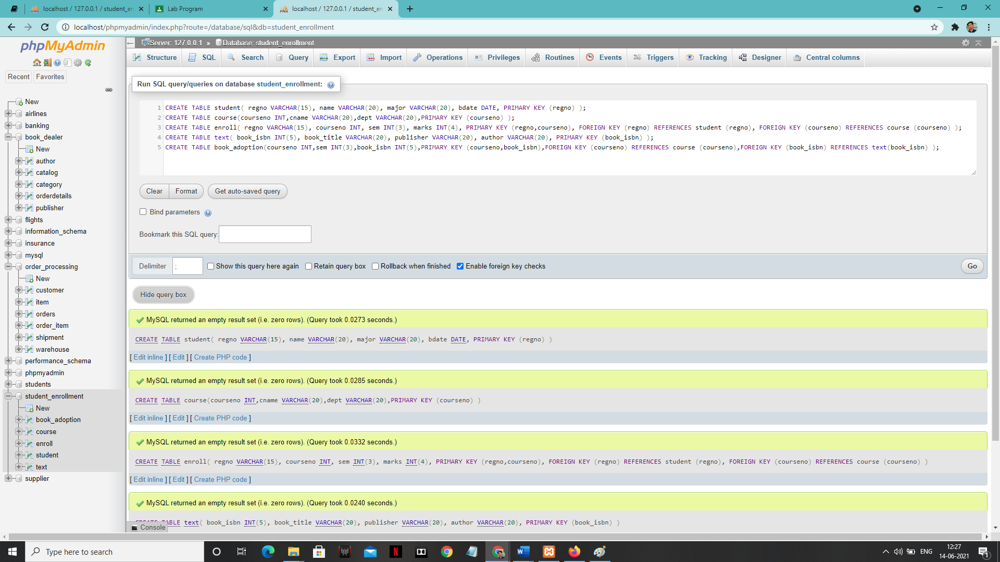 localhost / 127.0.0.1 / student_en
Lab Program
localhost / 127.0.0.1 / student_en
localhost/phpmyadmin/index.php?route=/database/sql&db=student_enrollment
phpMyAdmin
Recent
Favorites
New
airlines
banking
book_dealer
New
author
catalog
category
orderdetails
publisher
flights
information_schema
insurance
mysql
order_processing
New
customer
item
orders
order_item
shipment
warehouse
performance_schema
phpmyadmin
students
student_enrollment
New
book_adoption
course
enroll
student
text
supplier
Server: 127.0.0.1 » Database: student_enrollment
Structure SQL Search Query Export Import Operations Privileges Routines Events Triggers Tracking Designer Central columns
Run SQL query/queries on database student_enrollment:
1 CREATE TABLE student( regno VARCHAR(15), name VARCHAR(20), major VARCHAR(20), bdate DATE, PRIMARY KEY (regno) );
2 CREATE TABLE course(courseno INT,cname VARCHAR(20),dept VARCHAR(20),PRIMARY KEY (courseno) );
3 CREATE TABLE enroll( regno VARCHAR(15), courseno INT, sem INT(3), marks INT(4), PRIMARY KEY (regno,courseno), FOREIGN KEY (regno) REFERENCES student (regno), FOREIGN KEY (courseno) REFERENCES course (courseno) );
4 CREATE TABLE text( book_isbn INT(5), book_title VARCHAR(20), publisher VARCHAR(20), author VARCHAR(20), PRIMARY KEY (book_isbn) );
5 CREATE TABLE book_adoption(courseno INT,sem INT(3),book_isbn INT(5),PRIMARY KEY (courseno,book_isbn),FOREIGN KEY (courseno) REFERENCES course (courseno),FOREIGN KEY (book_isbn) REFERENCES text(book_isbn) );
Clear Format Get auto-saved query
Bind parameters
Bookmark this SQL query:
Delimiter ; Show this query here again Retain query box Rollback when finished Enable foreign key checks Go
Hide query box
MySQL returned an empty result set (i.e. zero rows). (Query took 0.0273 seconds.)
CREATE TABLE student( regno VARCHAR(15), name VARCHAR(20), major VARCHAR(20), bdate DATE, PRIMARY KEY (regno) )
[ Edit inline ] [ Edit ] [ Create PHP code ]
MySQL returned an empty result set (i.e. zero rows). (Query took 0.0285 seconds.)
CREATE TABLE course(courseno INT,cname VARCHAR(20),dept VARCHAR(20),PRIMARY KEY (courseno) )
[ Edit inline ] [ Edit ] [ Create PHP code ]
MySQL returned an empty result set (i.e. zero rows). (Query took 0.0332 seconds.)
CREATE TABLE enroll( regno VARCHAR(15), courseno INT, sem INT(3), marks INT(4), PRIMARY KEY (regno,courseno), FOREIGN KEY (regno) REFERENCES student (regno), FOREIGN KEY (courseno) REFERENCES course (courseno) )
[ Edit inline ] [ Edit ] [ Create PHP code ]
MySQL returned an empty result set (i.e. zero rows). (Query took 0.0240 seconds.)
CREATE TABLE text( book_isbn INT(5), book_title VARCHAR(20), publisher VARCHAR(20), author VARCHAR(20), PRIMARY KEY (book_isbn) )
Console
Type here to search
ENG
12:27
14-06-2021
1